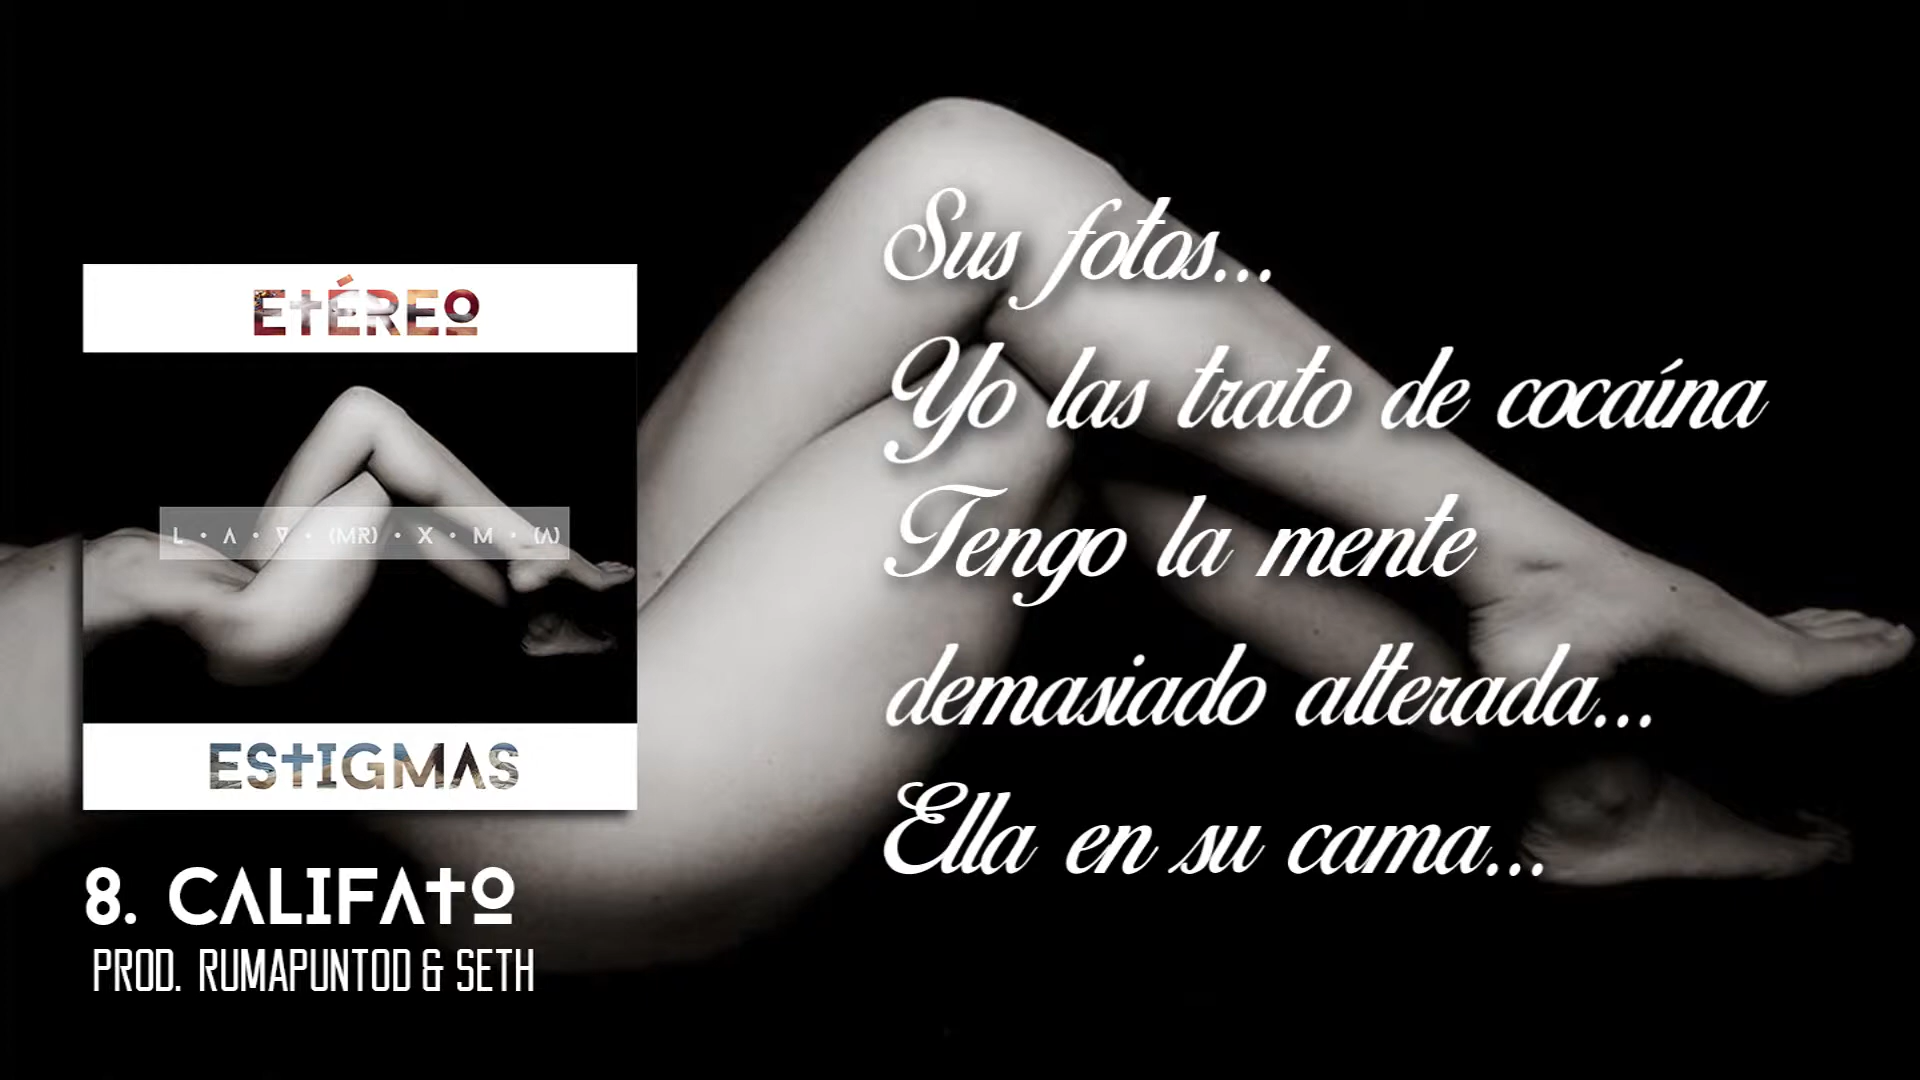 ETÉREO
L • Λ • ∇ • (MR) • X • M • (Λ)
ESTIGMAS
8. CALIFATO
PROD. RUMAPUNTOD & SETH
Sus fotos...
Yo las trato de cocaína
Tengo la mente
demasiado alterada...
Ella en su cama...